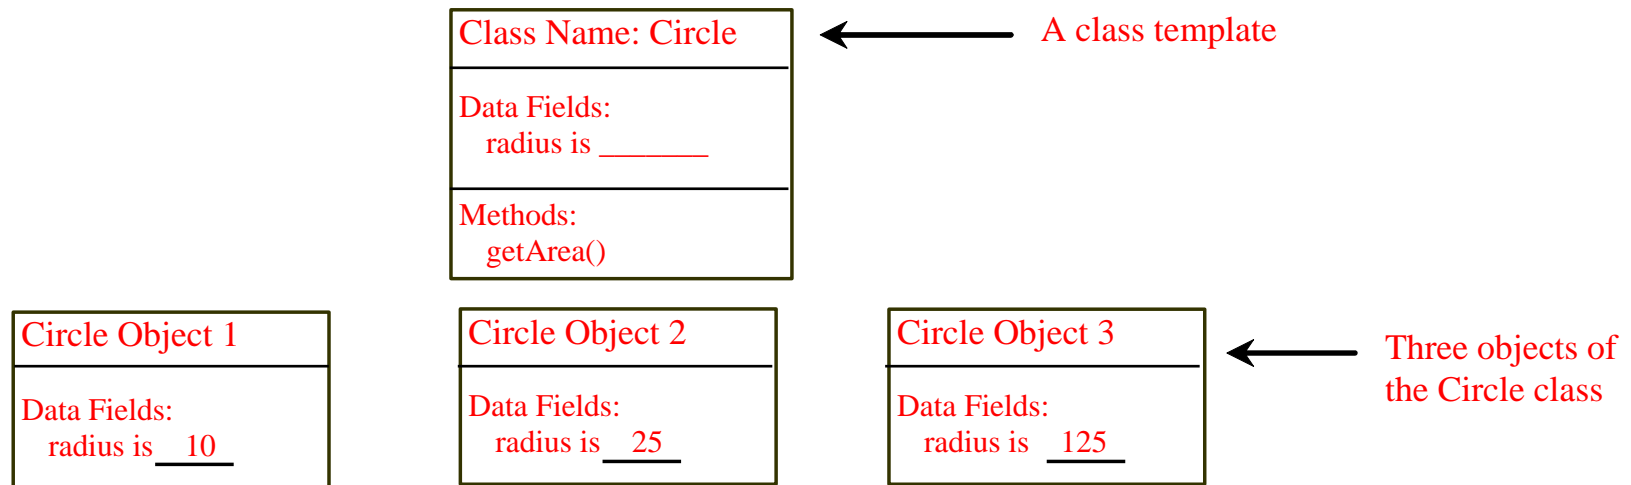 Class Name: Circle
A class template
Data Fields:
radius is _______
Methods:
getArea()
Circle Object 1
Data Fields:
radius is 10
Circle Object 2
Data Fields:
radius is 25
Circle Object 3
Data Fields:
radius is 125
Three objects of
the Circle class